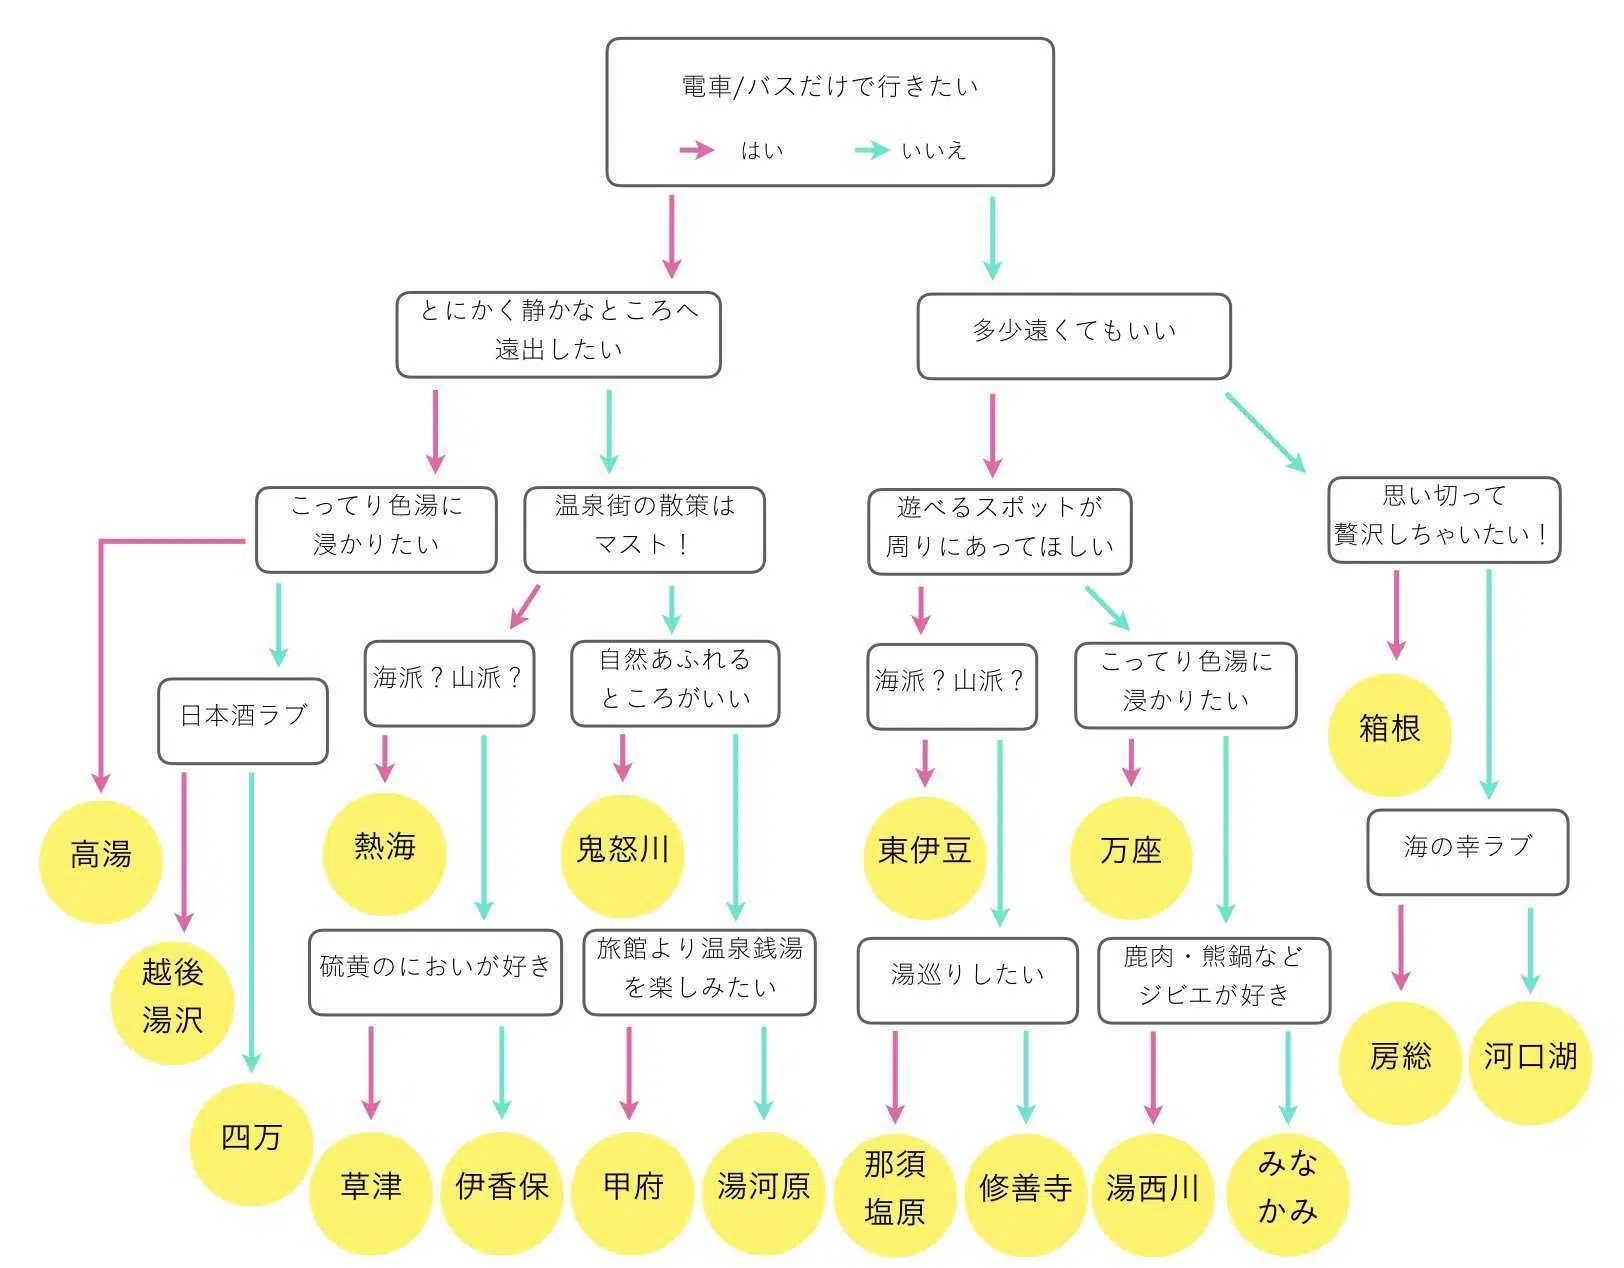 電車/バスだけで行きたい
はい
いいえ
とにかく静かなところへ
遠出したい
多少遠くてもいい
こってり色湯に
浸かりたい
温泉街の散策は
マスト！
遊べるスポットが
周りにあってほしい
思い切って
贅沢しちゃいたい！
日本酒ラブ
海派？山派？
自然あふれる
ところがいい
海派？山派？
こってり色湯に
浸かりたい
箱根
高湯
熱海
鬼怒川
東伊豆
万座
海の幸ラブ
越後
湯沢
硫黄のにおいが好き
旅館より温泉銭湯
を楽しみたい
湯巡りしたい
鹿肉・熊鍋など
ジビエが好き
房総
河口湖
四万
草津
伊香保
甲府
湯河原
那須
塩原
修善寺
湯西川
みな
かみ